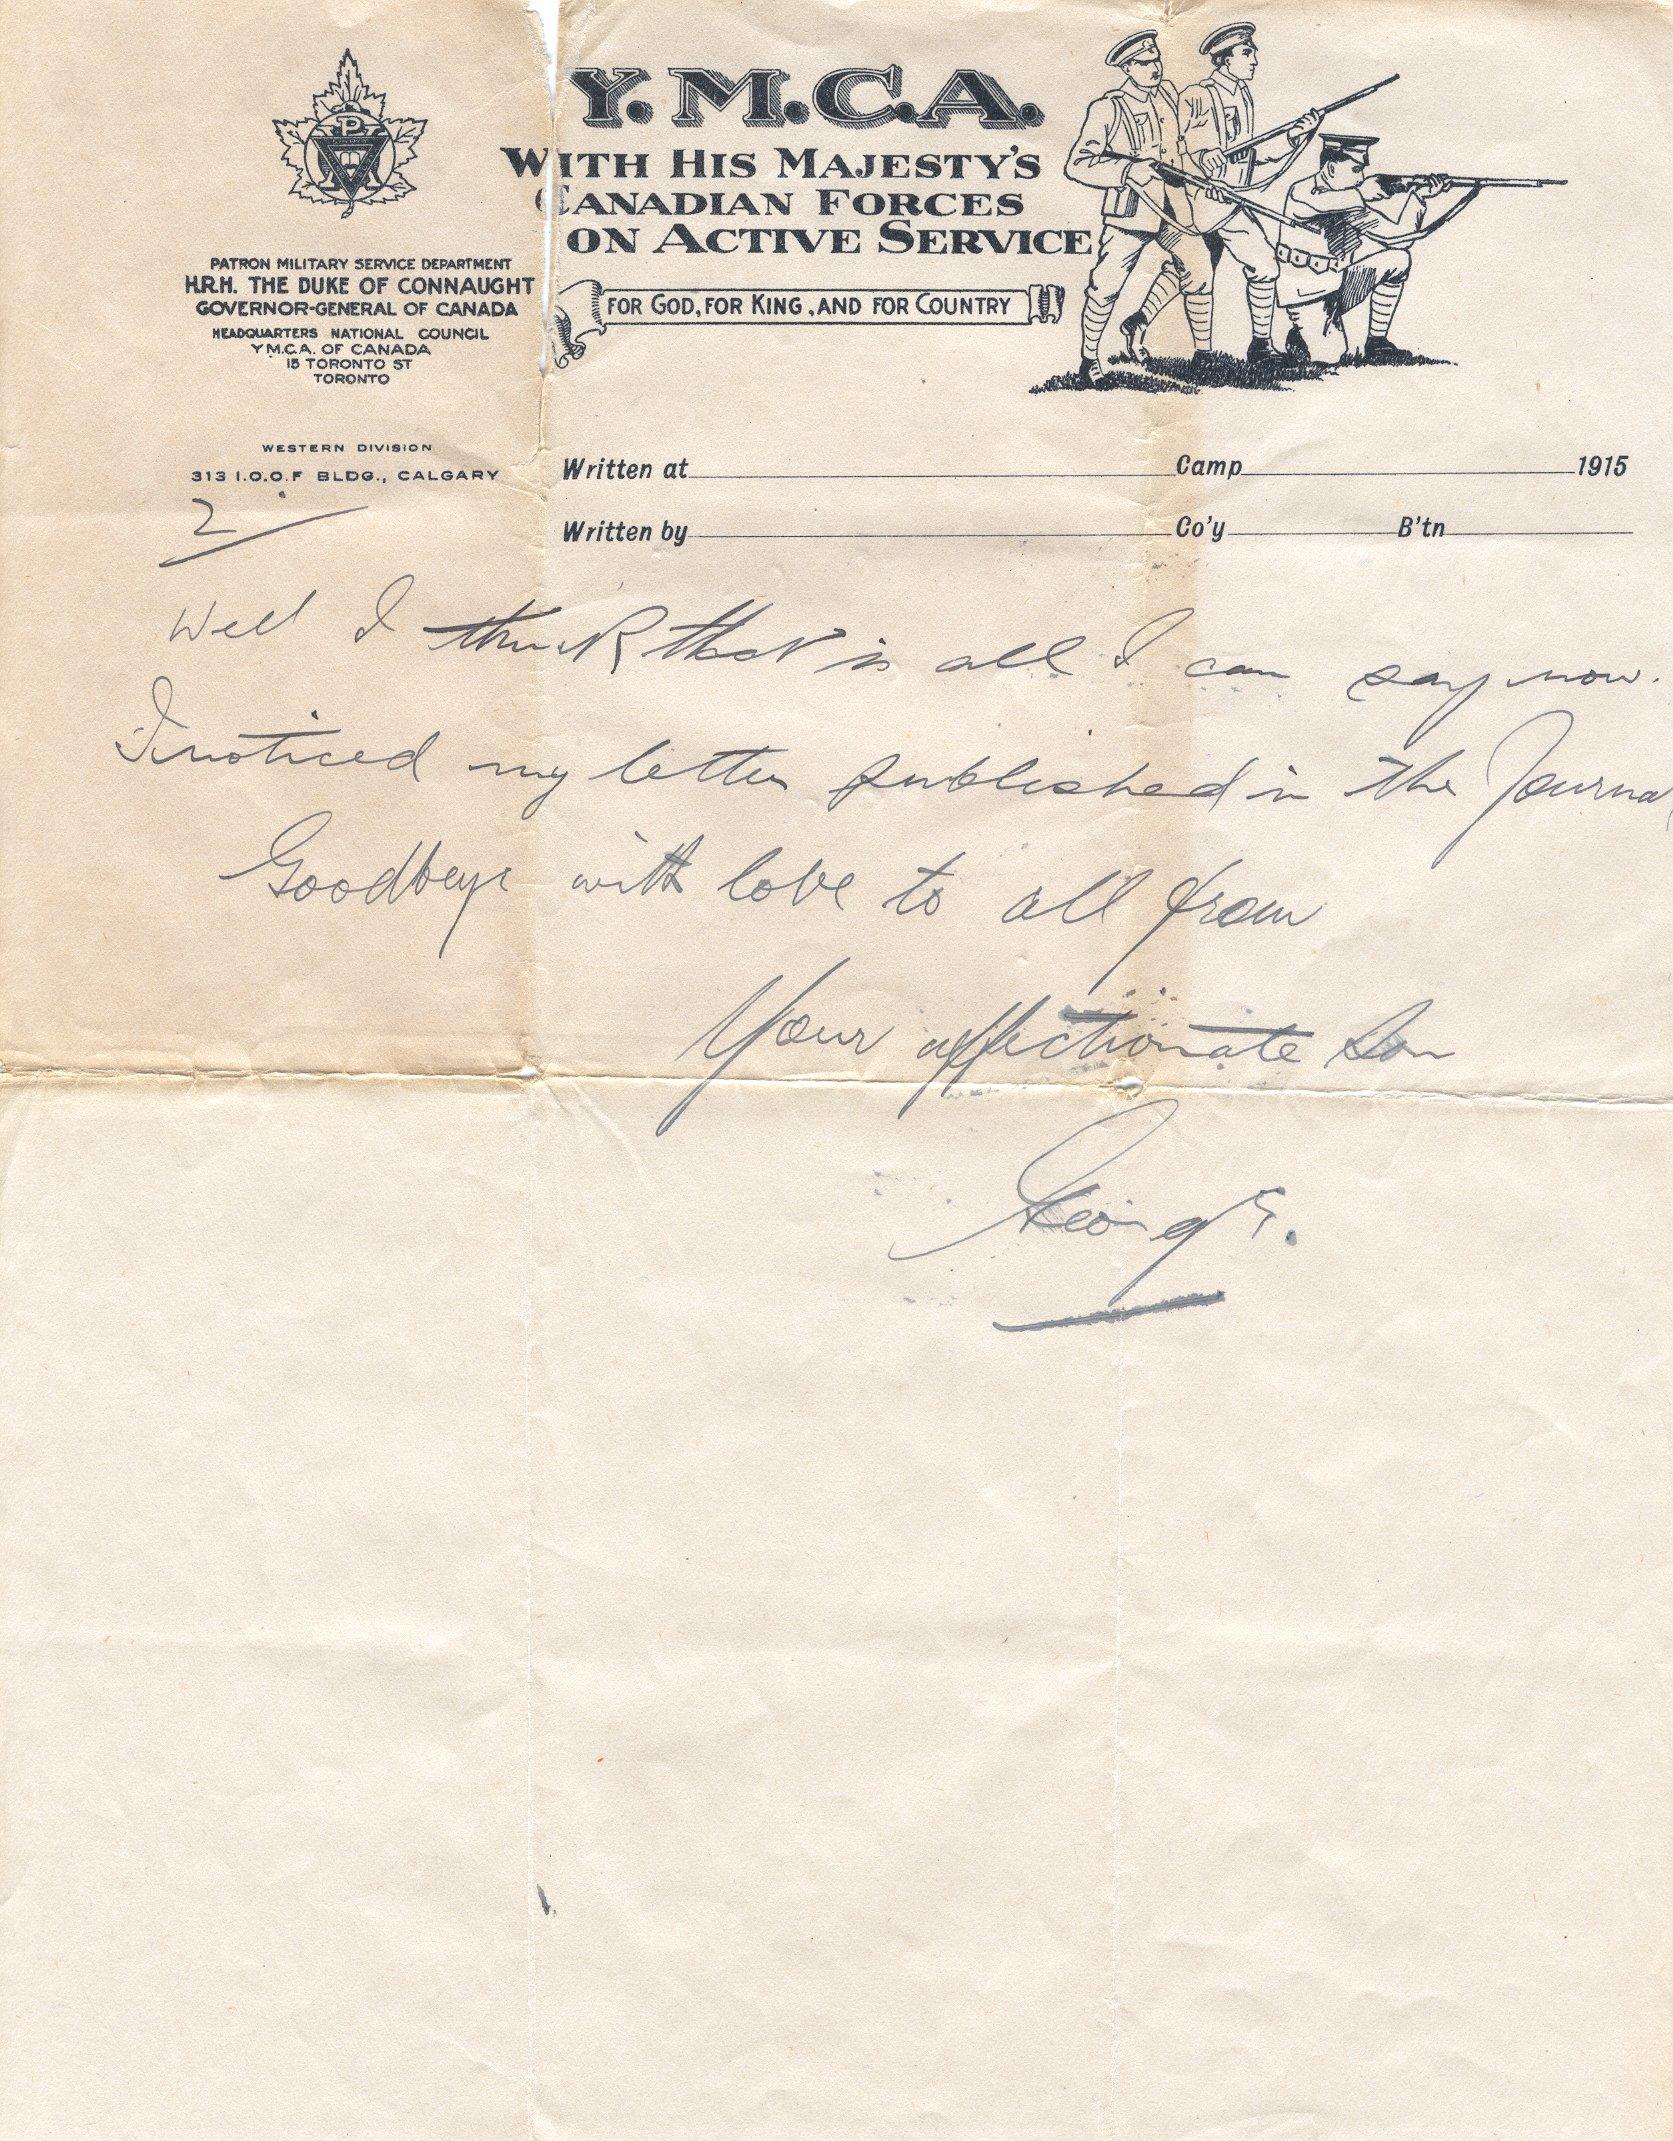 Y.M.C.A.
WITH HIS MAJESTY'S
CANADIAN FORCES
ON ACTIVE SERVICE
FOR GOD, FOR KING, AND FOR COUNTRY
PATRON MILITARY SERVICE DEPARTMENT
H.R.H. THE DUKE OF CONNAUGHT
GOVERNOR-GENERAL OF CANADA
HEADQUARTERS NATIONAL COUNCIL
Y.M.C.A. OF CANADA
15 TORONTO ST
TORONTO
WESTERN DIVISION
313 I.O.O.F BLDG., CALGARY
Written at Camp 1915
Written by Co'y B'tn
2
Well I think that is all I can say now.
I noticed my letter published in the Journal
Goodbeye with love to all from
Your affectionate Son
George.